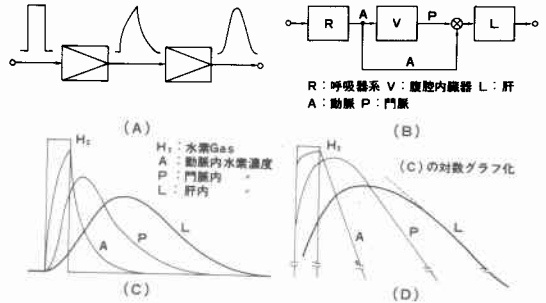 A P
R V L
A
R：呼吸器系 V：腹腔内臓器 L：肝
A：動脈 P：門脈
(A)
(B)
H₂
H₂：水素Gas
A：動脈内水素濃度
P：門脈内 〃
L：肝内 〃
A P L
(C)
H₂
(C)の対数グラフ化
A P L
(D)